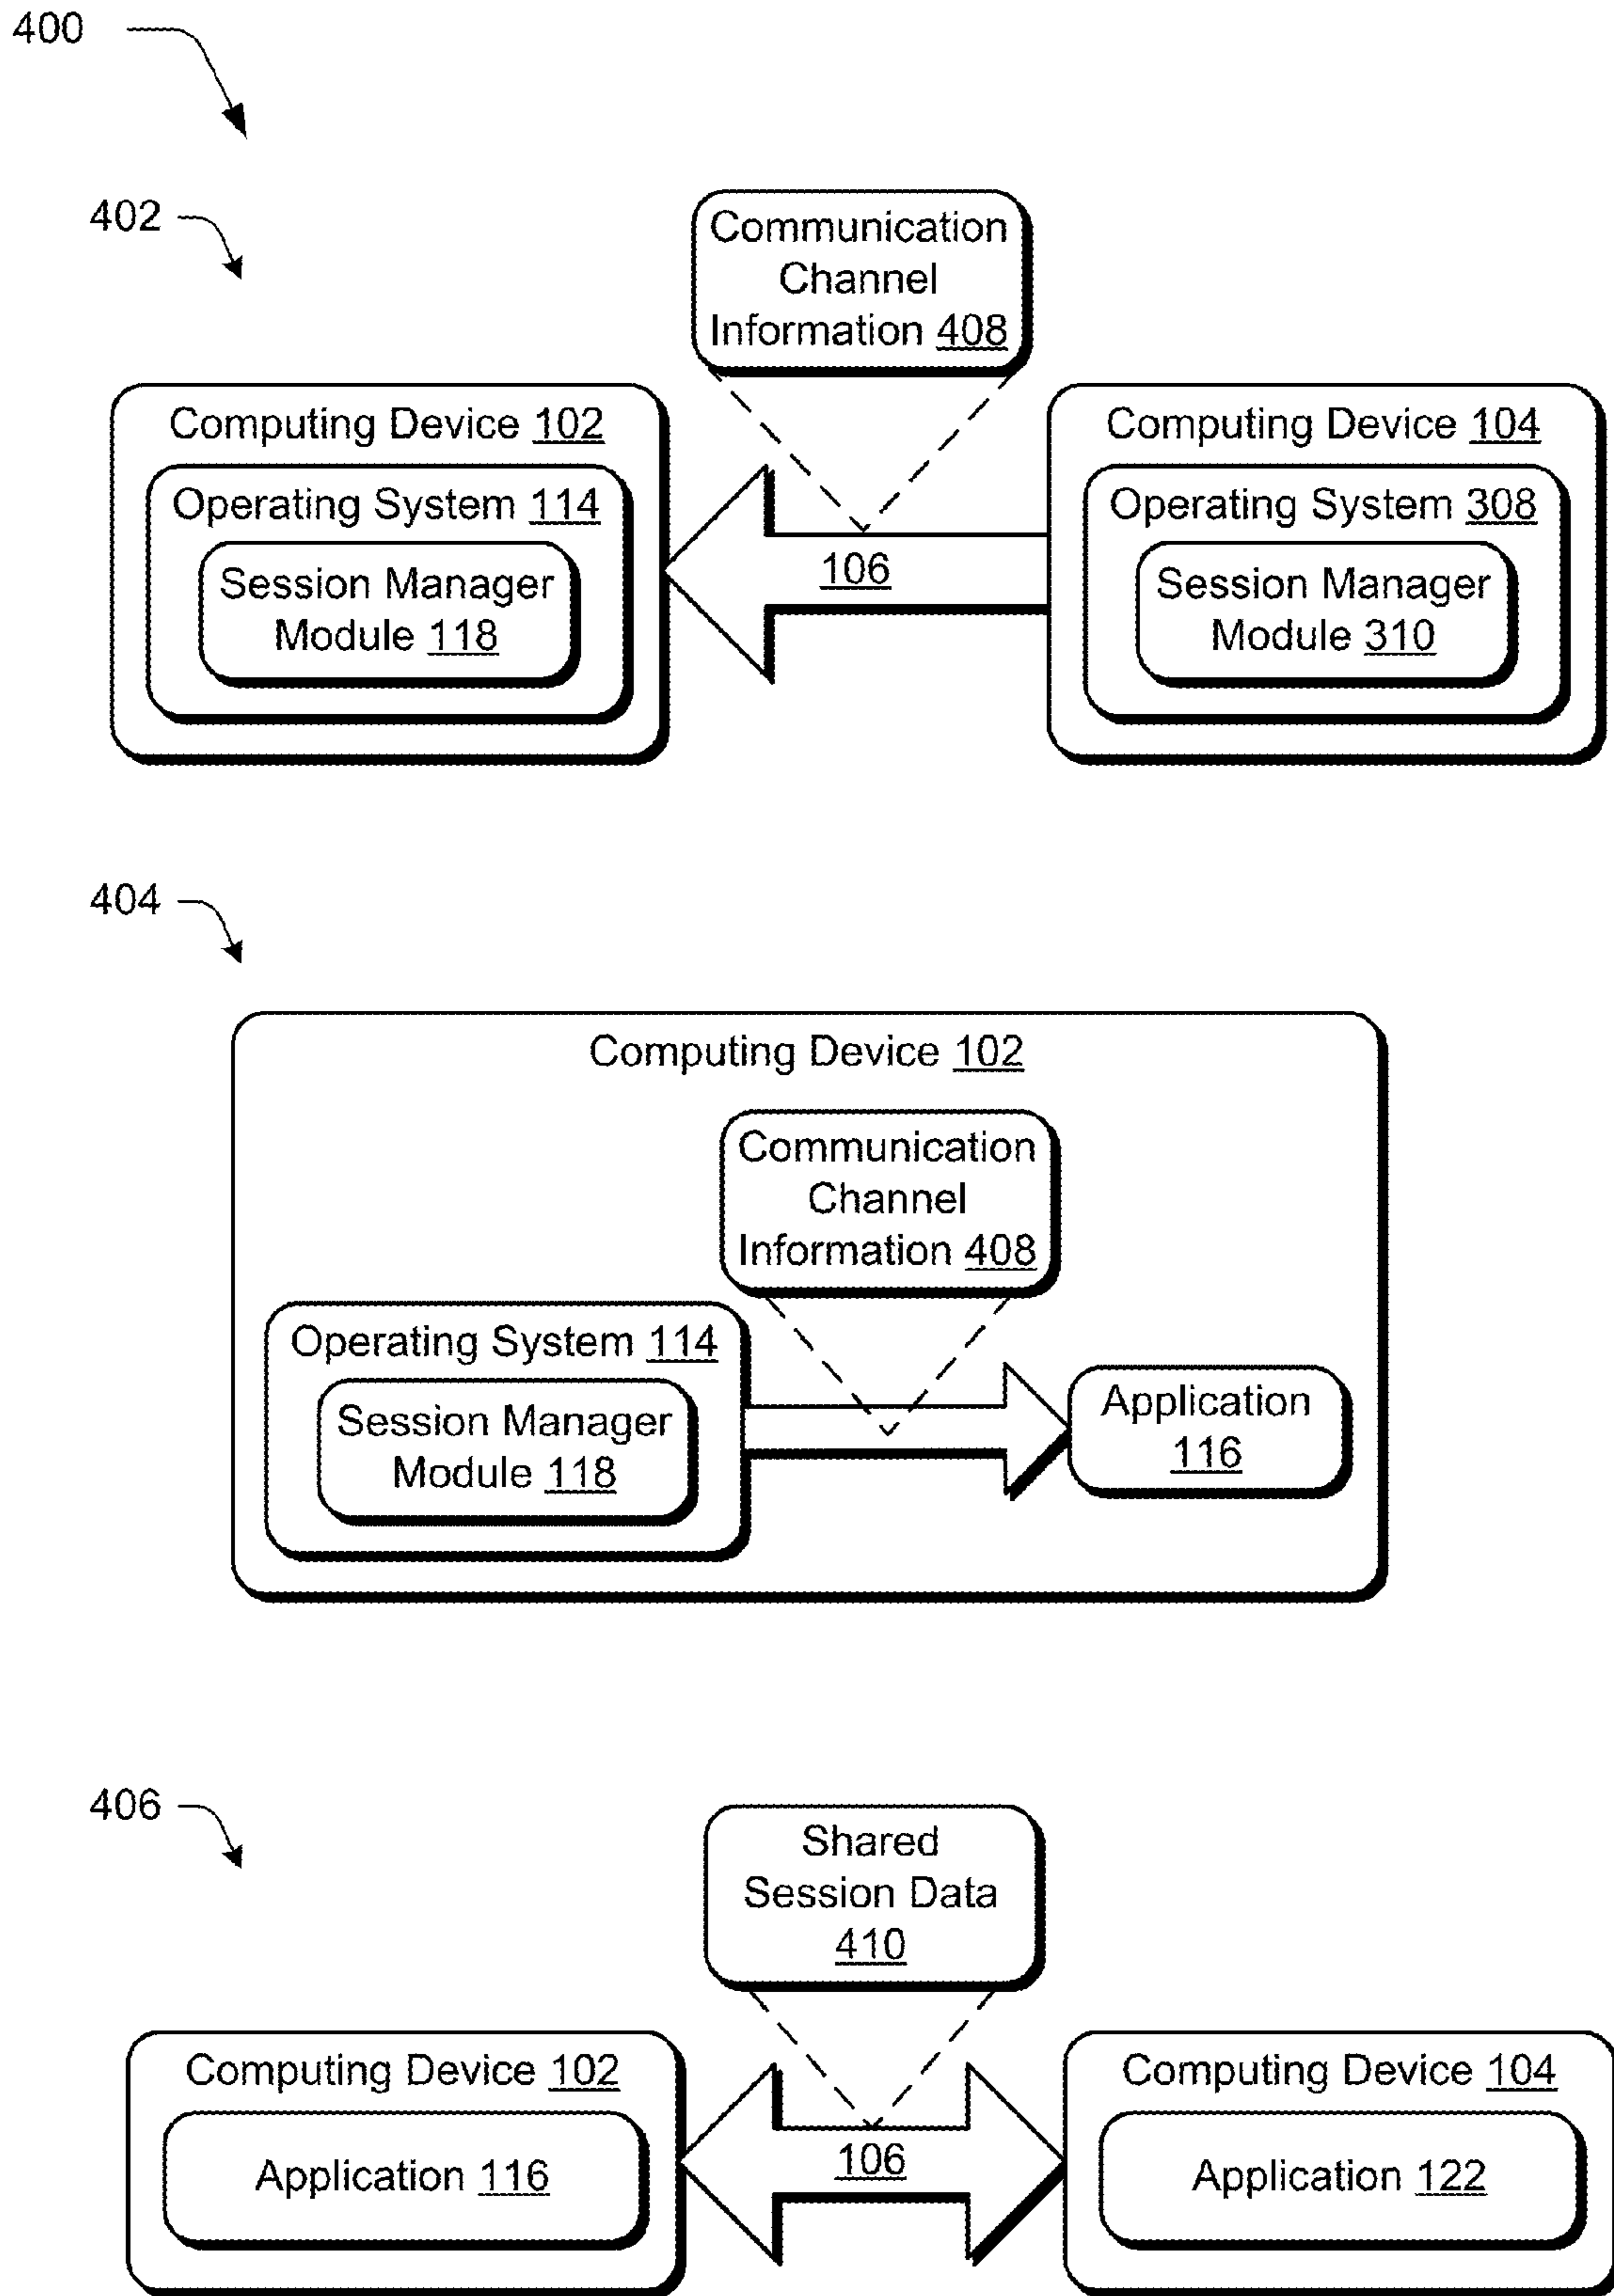 400
402
Communication
Channel
Information 408
Computing Device 102
Operating System 114
Session Manager
Module 118
106
Computing Device 104
Operating System 308
Session Manager
Module 310
404
Computing Device 102
Communication
Channel
Information 408
Operating System 114
Session Manager
Module 118
Application
116
406
Shared
Session Data
410
Computing Device 102
Application 116
106
Computing Device 104
Application 122